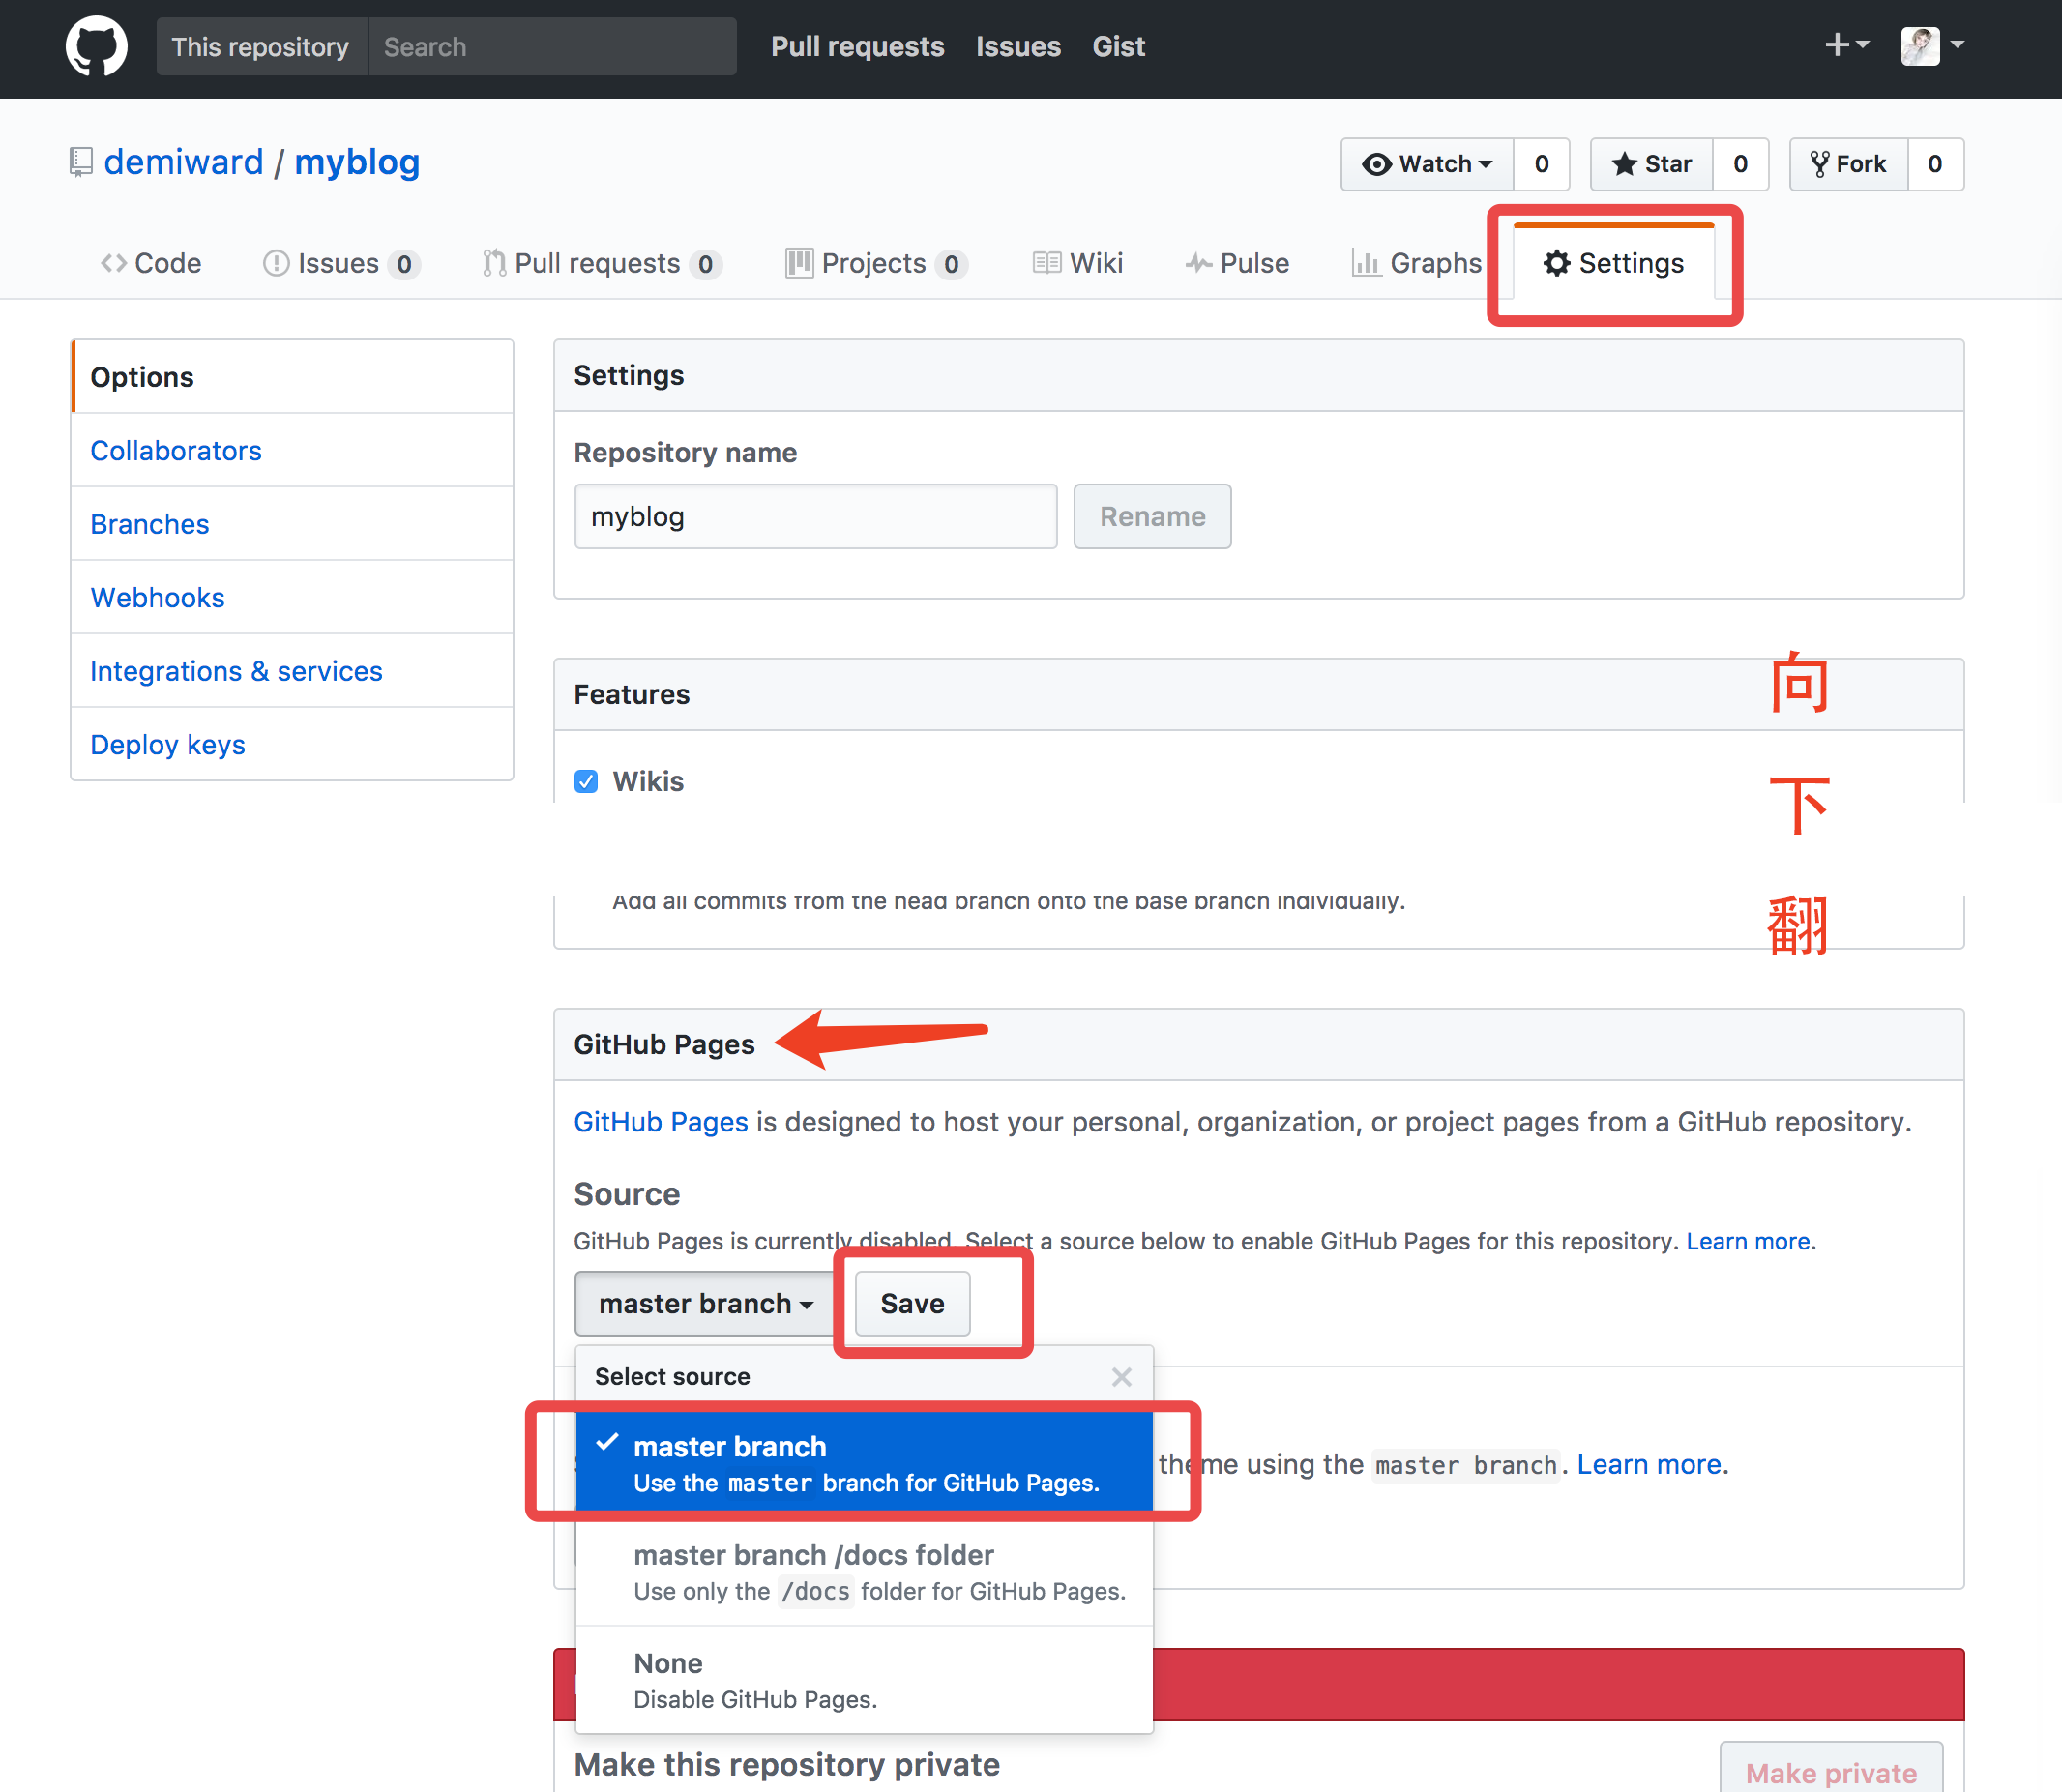 This repository Search Pull requests Issues Gist
demiward / myblog
Watch 0 Star 0 Fork 0
Code Issues 0 Pull requests 0 Projects 0 Wiki Pulse Graphs Settings
Options
Collaborators
Branches
Webhooks
Integrations & services
Deploy keys
Settings
Repository name
myblog Rename
Features
Wikis
向
下
翻
Add all commits from the head branch onto the base branch individually.
GitHub Pages
GitHub Pages is designed to host your personal, organization, or project pages from a GitHub repository.
Source
GitHub Pages is currently disabled. Select a source below to enable GitHub Pages for this repository. Learn more.
master branch Save
Select source
master branch
Use the master branch for GitHub Pages.
theme using the master branch. Learn more.
master branch /docs folder
Use only the /docs folder for GitHub Pages.
None
Disable GitHub Pages.
Make this repository private
Make private